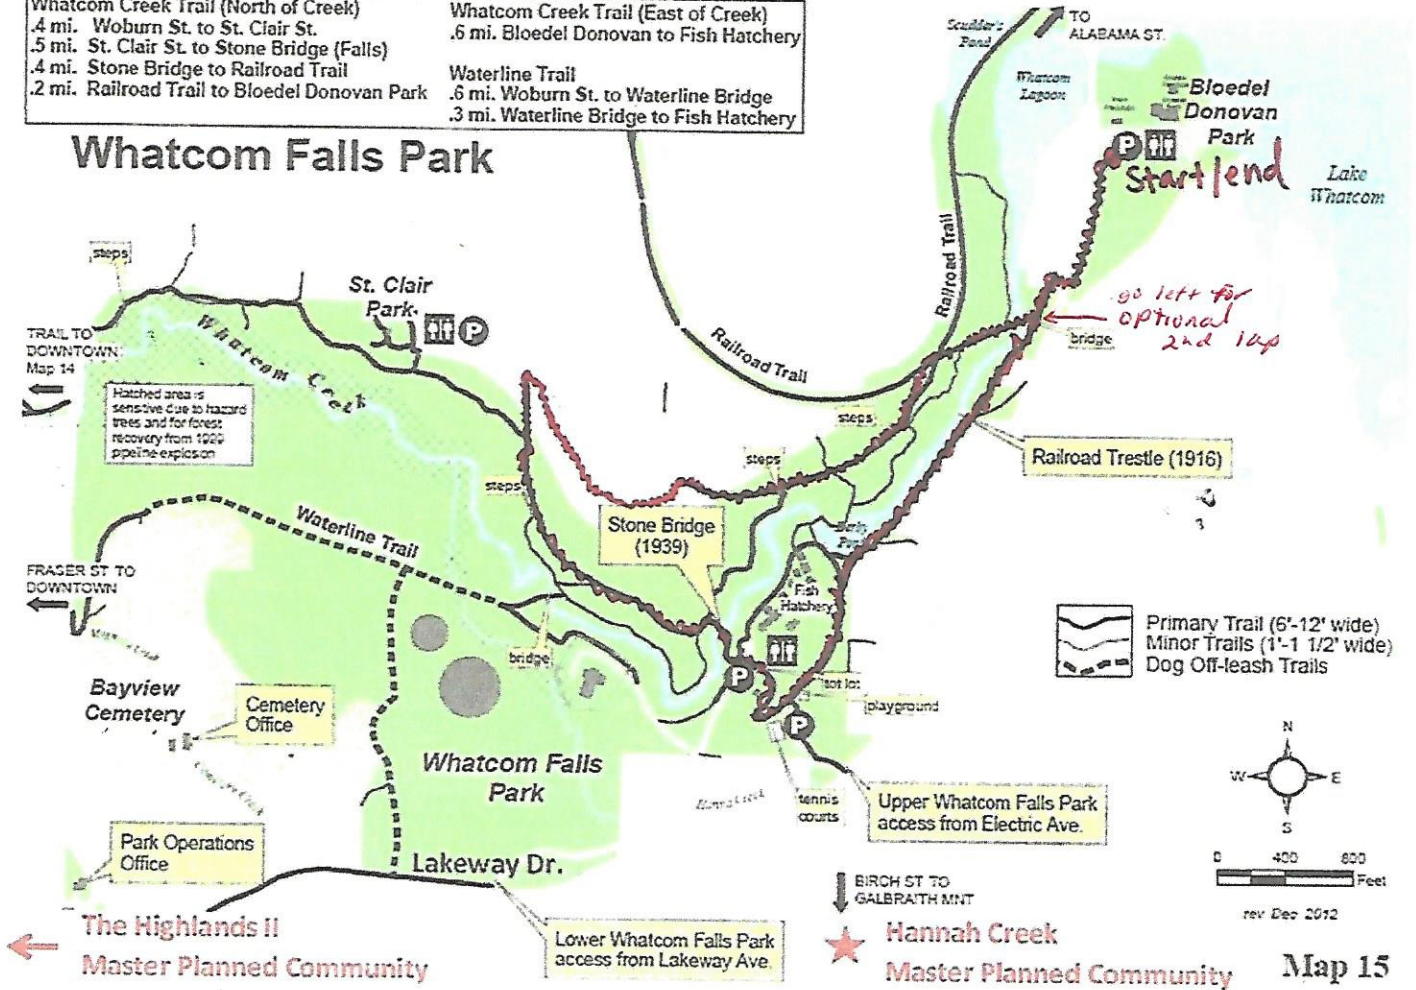 Whatcom Creek Trail (North of Creek)
.4 mi. Woburn St. to St. Clair St.
.5 mi. St. Clair St. to Stone Bridge (Falls)
.4 mi. Stone Bridge to Railroad Trail
.2 mi. Railroad Trail to Bloedel Donovan Park
Whatcom Creek Trail (East of Creek)
.6 mi. Bloedel Donovan to Fish Hatchery
Waterline Trail
.6 mi. Woburn St. to Waterline Bridge
.3 mi. Waterline Bridge to Fish Hatchery
Whatcom Falls Park
Scudder's
Pond
TO
ALABAMA ST.
Whatcom
Lagoon
Bloedel
Donovan
Park
P
Start/end
Lake
Whatcom
steps
St. Clair
Park
P
Railroad Trail
go left for
optional
2nd lap
bridge
TRAIL TO
DOWNTOWN
Map 14
Whatcom Creek
Railroad Trail
Hatched area is
sensitive due to hazard
trees and for forest
recovery from 1999
pipeline explosion
steps
steps
steps
Railroad Trestle (1916)
Waterline Trail
Stone Bridge
(1939)
FRASER ST TO
DOWNTOWN
Fish
Hatchery
Primary Trail (6'-12' wide)
Minor Trails (1'-1 1/2' wide)
Dog Off-leash Trails
bridge
P
tot lot
playground
P
Bayview
Cemetery
Cemetery
Office
Whatcom Falls
Park
tennis
courts
Upper Whatcom Falls Park
access from Electric Ave.
N
W
E
S
Park Operations
Office
Lakeway Dr.
0 400 800
Feet
rev Dec 2012
BIRCH ST TO
GALBRAITH MNT
Lower Whatcom Falls Park
access from Lakeway Ave.
The Highlands II
Master Planned Community
Hannah Creek
Master Planned Community
Map 15